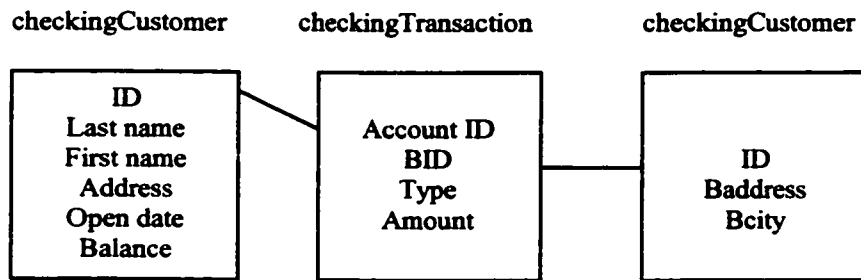 checkingCustomer checkingTransaction checkingCustomer
ID
Last name
First name
Address
Open date
Balance
Account ID
BID
Type
Amount
ID
Baddress
Bcity